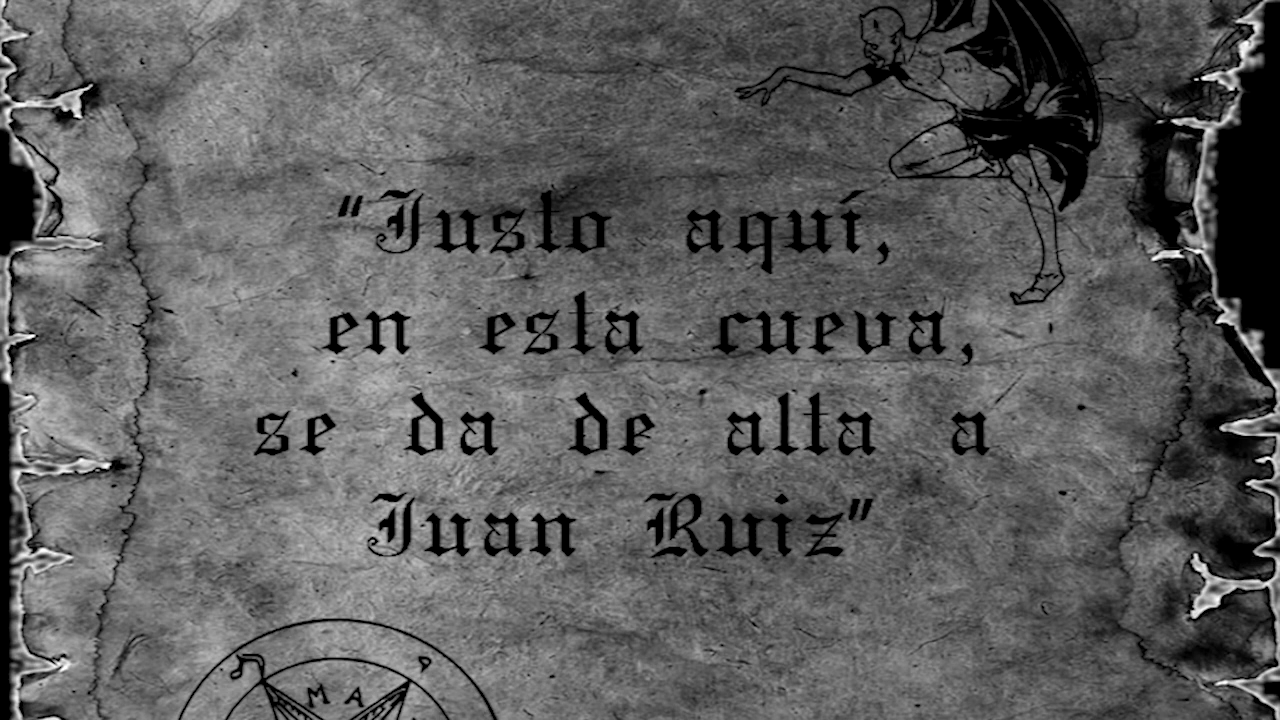 "Justo aquí,
en esta cueva,
se da de alta a
Juan Ruiz"
M A